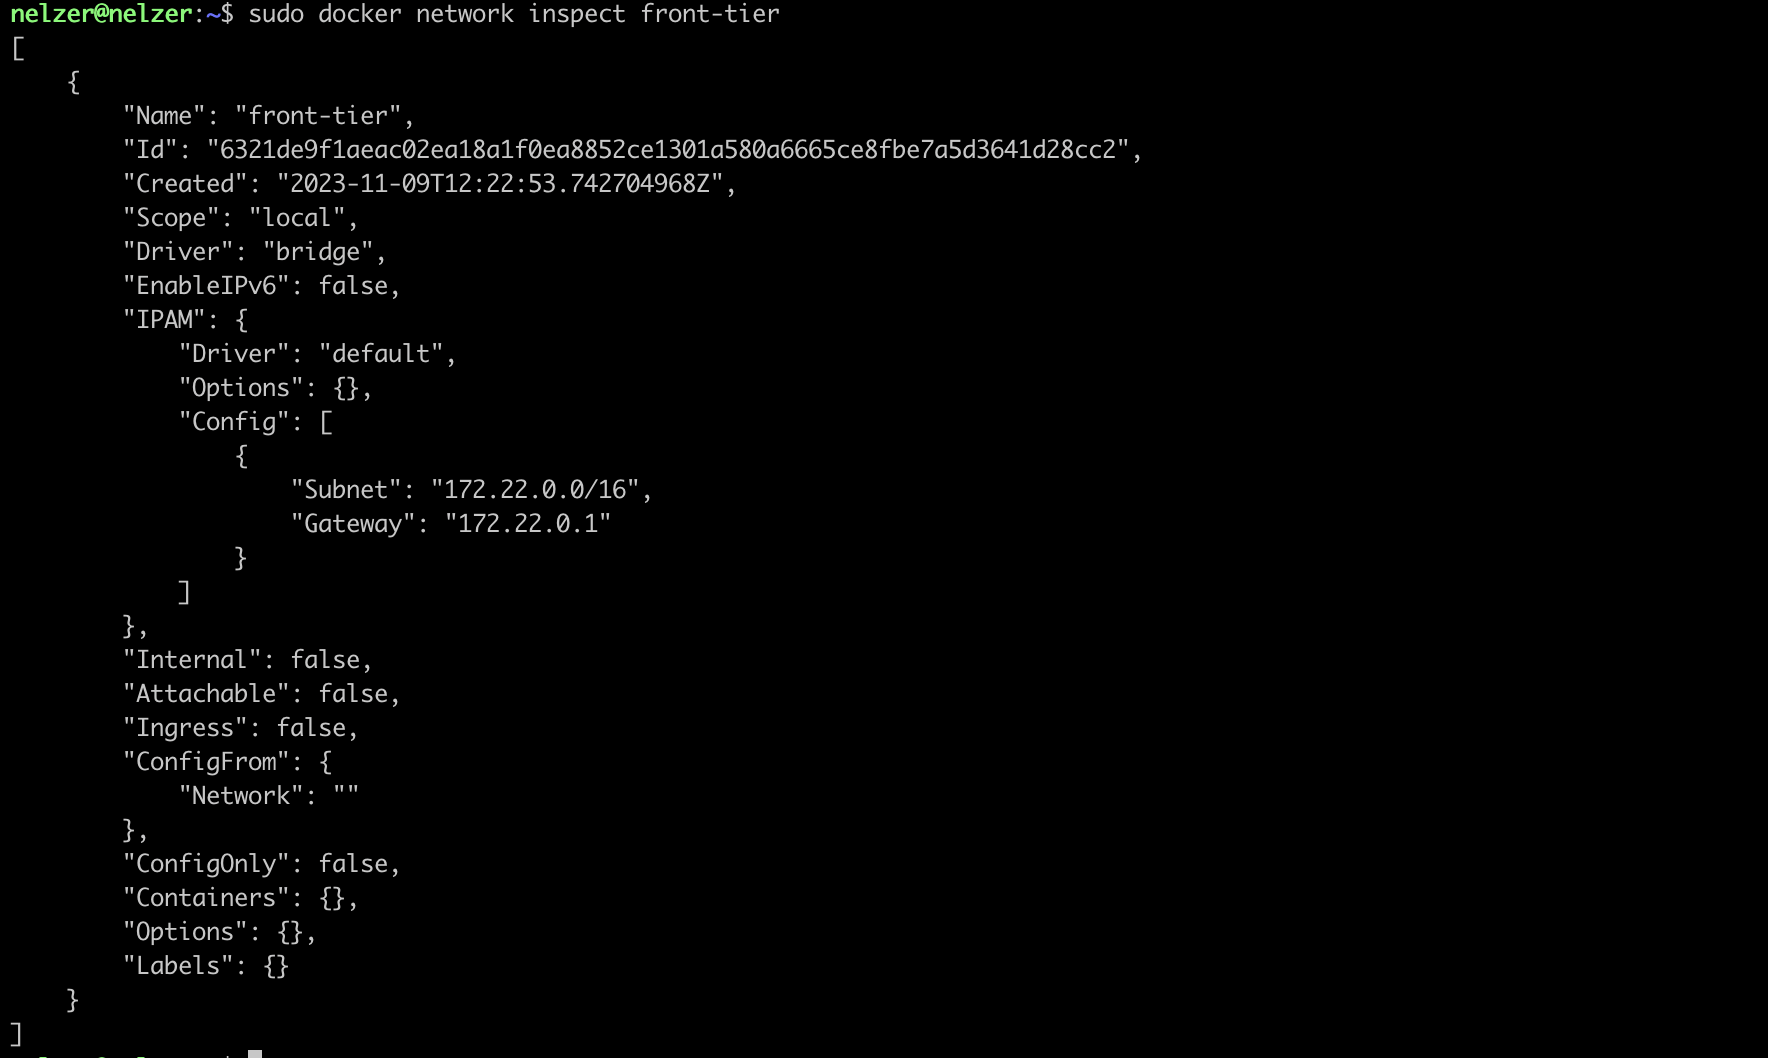 nelzer@nelzer:~$ sudo docker network inspect front-tier
[
    {
        "Name": "front-tier",
        "Id": "6321de9f1aeac02ea18a1f0ea8852ce1301a580a6665ce8fbe7a5d3641d28cc2",
        "Created": "2023-11-09T12:22:53.742704968Z",
        "Scope": "local",
        "Driver": "bridge",
        "EnableIPv6": false,
        "IPAM": {
            "Driver": "default",
            "Options": {},
            "Config": [
                {
                    "Subnet": "172.22.0.0/16",
                    "Gateway": "172.22.0.1"
                }
            ]
        },
        "Internal": false,
        "Attachable": false,
        "Ingress": false,
        "ConfigFrom": {
            "Network": ""
        },
        "ConfigOnly": false,
        "Containers": {},
        "Options": {},
        "Labels": {}
    }
]